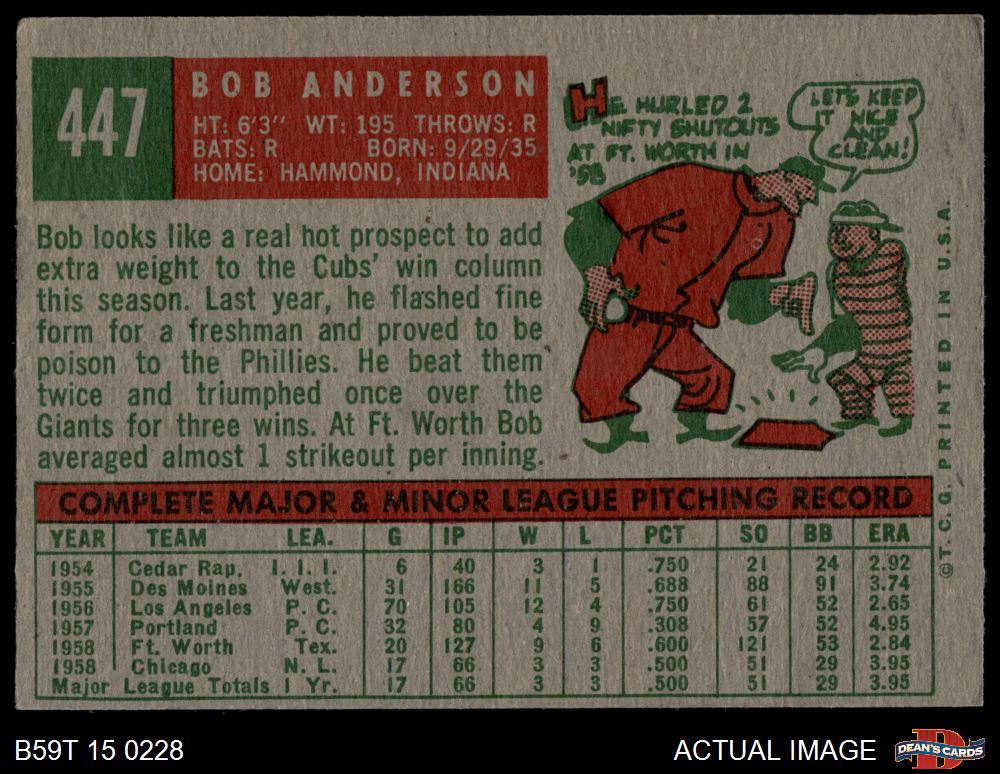 447
BOB ANDERSON
HT: 6'3" WT: 195 THROWS: R
BATS: R BORN: 9/29/35
HOME: HAMMOND, INDIANA
HE HURLED 2
NIFTY SHUTOUTS
AT FT. WORTH IN
'58
LET'S KEEP
IT NICE
AND
CLEAN!
Bob looks like a real hot prospect to add
extra weight to the Cubs' win column
this season. Last year, he flashed fine
form for a freshman and proved to be
poison to the Phillies. He beat them
twice and triumphed once over the
Giants for three wins. At Ft. Worth Bob
averaged almost 1 strikeout per inning.
COMPLETE MAJOR & MINOR LEAGUE PITCHING RECORD
YEAR TEAM LEA. G IP W L PCT SO BB ERA
1954 Cedar Rap. I. I. I. 6 40 3 1 .750 21 24 2.92
1955 Des Moines West. 31 166 11 5 .688 88 91 3.74
1956 Los Angeles P. C. 70 105 12 4 .750 61 52 2.65
1957 Portland P. C. 32 80 4 9 .308 57 52 4.95
1958 Ft. Worth Tex. 20 127 9 6 .600 121 53 2.84
1958 Chicago N. L. 17 66 3 3 .500 51 29 3.95
Major League Totals 1 Yr. 17 66 3 3 .500 51 29 3.95
© T. C. G. PRINTED IN U.S.A.
B59T 15 0228
ACTUAL IMAGE
DEAN'S CARDS